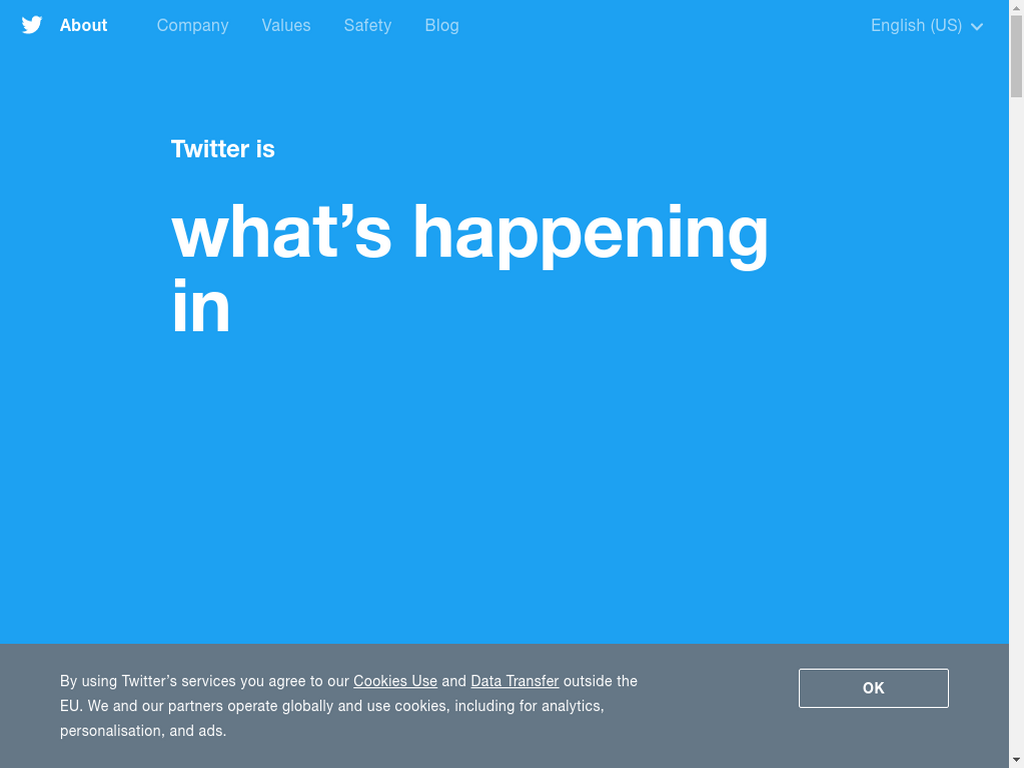 About Company Values Safety Blog English (US)
Twitter is
what’s happening
in
By using Twitter’s services you agree to our Cookies Use and Data Transfer outside the
EU. We and our partners operate globally and use cookies, including for analytics,
personalisation, and ads.
OK